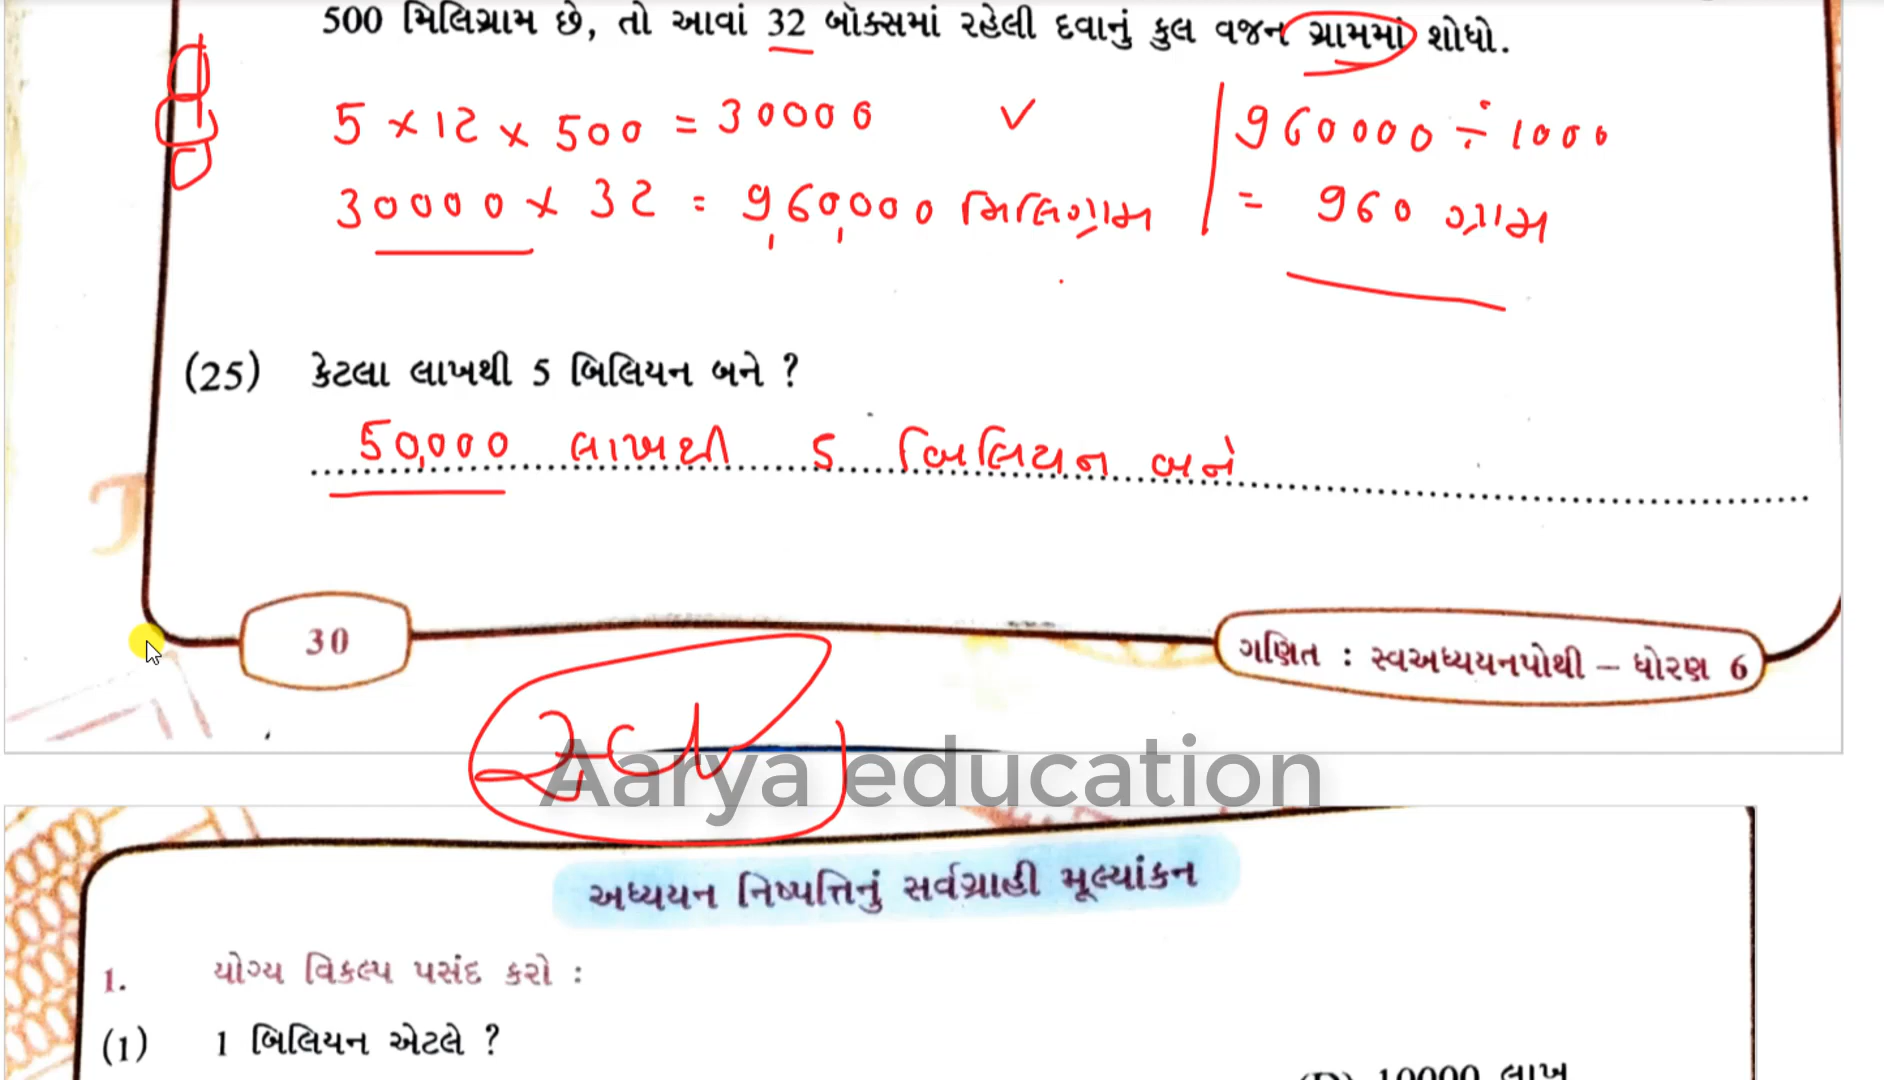 500 મિલિગ્રામ છે, તો આવાં 32 બૉક્સમાં રહેલી દવાનું કુલ વજન ગ્રામમાં શોધો.
5 × 12 × 500 = 30000 ✓ 960000 ÷ 1000
30000 × 32 = 960,000 મિલિગ્રામ = 960 ગ્રામ
(25) કેટલા લાખથી 5 બિલિયન બને ?
50,000 લાખથી 5 બિલિયન બને
30
ગણિત : સ્વઅધ્યયનપોથી – ધોરણ 6
Aarya education
અધ્યયન નિષ્પત્તિનું સર્વગ્રાહી મૂલ્યાંકન
1. યોગ્ય વિકલ્પ પસંદ કરો :
(1) 1 બિલિયન એટલે ?
(D) 10000 લાખ